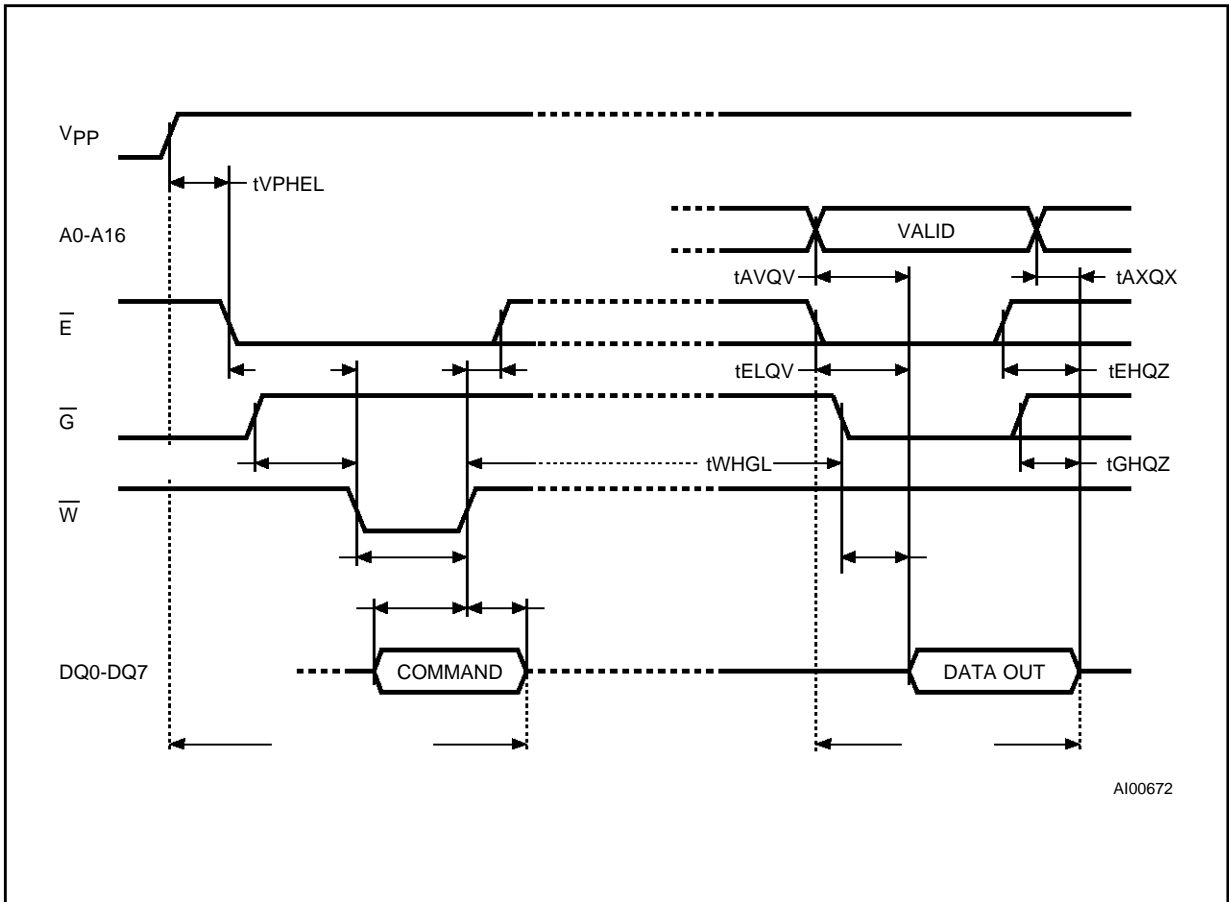 VPP
tVPHEL
A0-A16
VALID
tAVQV
tAXQX
E
tELQV
tEHQZ
G
tWHGL
tGHQZ
W
DQ0-DQ7
COMMAND
DATA OUT
AI00672